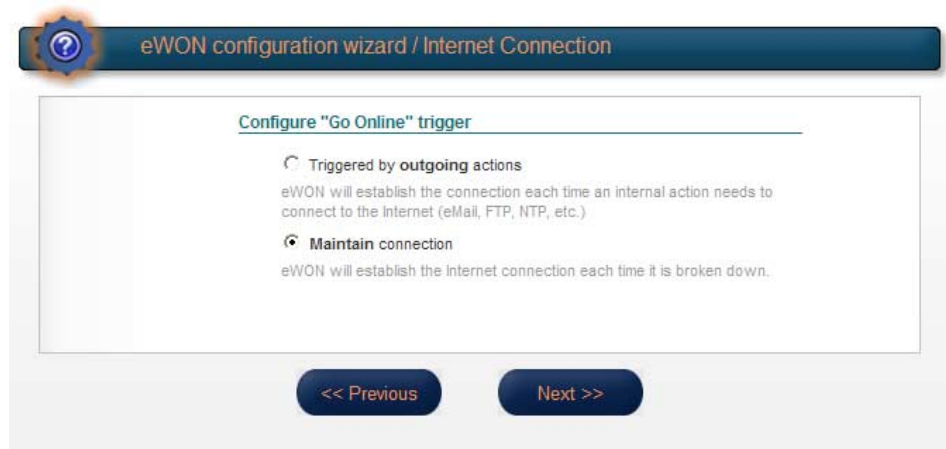 eWON configuration wizard / Internet Connection
Configure "Go Online" trigger
Triggered by outgoing actions
eWON will establish the connection each time an internal action needs to
connect to the Internet (eMail, FTP, NTP, etc.)
Maintain connection
eWON will establish the Internet connection each time it is broken down.
<< Previous
Next >>